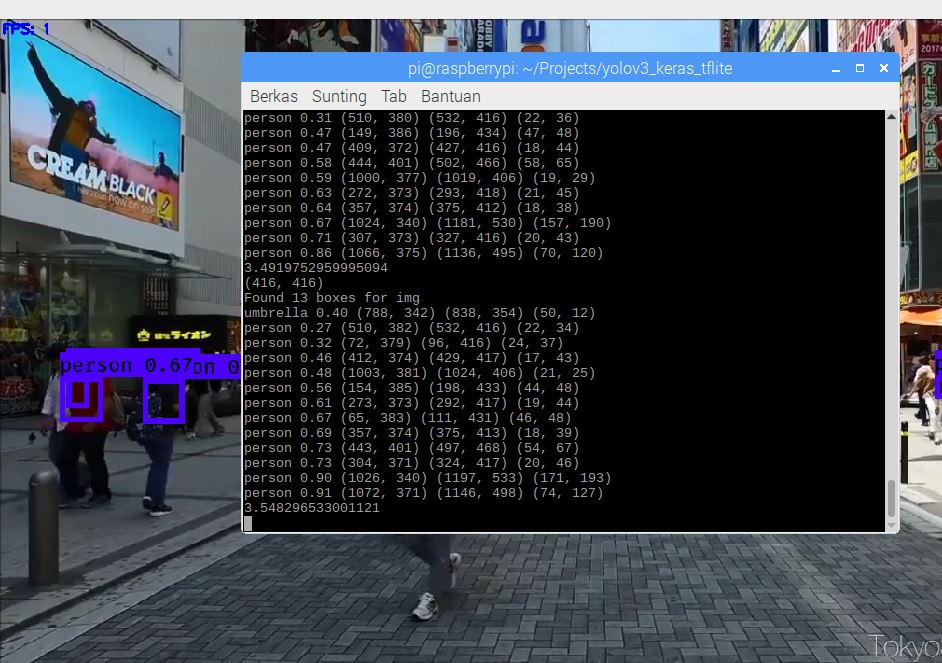 FPS: 1
pi@raspberrypi: ~/Projects/yolov3_keras_tflite
Berkas Sunting Tab Bantuan
person 0.31 (510, 380) (532, 416) (22, 36)
person 0.47 (149, 386) (196, 434) (47, 48)
person 0.47 (409, 372) (427, 416) (18, 44)
person 0.58 (444, 401) (502, 466) (58, 65)
person 0.59 (1000, 377) (1019, 406) (19, 29)
person 0.63 (272, 373) (293, 418) (21, 45)
person 0.64 (357, 374) (375, 412) (18, 38)
person 0.67 (1024, 340) (1181, 530) (157, 190)
person 0.71 (307, 373) (327, 416) (20, 43)
person 0.86 (1066, 375) (1136, 495) (70, 120)
3.4919752959995094
(416, 416)
Found 13 boxes for img
umbrella 0.40 (788, 342) (838, 354) (50, 12)
person 0.27 (510, 382) (532, 416) (22, 34)
person 0.32 (72, 379) (96, 416) (24, 37)
person 0.46 (412, 374) (429, 417) (17, 43)
person 0.48 (1003, 381) (1024, 406) (21, 25)
person 0.56 (154, 385) (198, 433) (44, 48)
person 0.61 (273, 373) (292, 417) (19, 44)
person 0.67 (65, 383) (111, 431) (46, 48)
person 0.69 (357, 374) (375, 413) (18, 39)
person 0.73 (443, 401) (497, 468) (54, 67)
person 0.73 (304, 371) (324, 417) (20, 46)
person 0.90 (1026, 340) (1197, 533) (171, 193)
person 0.91 (1072, 371) (1146, 498) (74, 127)
3.548296533001121
CREAM BLACK
now on sale
ライオン
person 0.67on 0
Tokyo